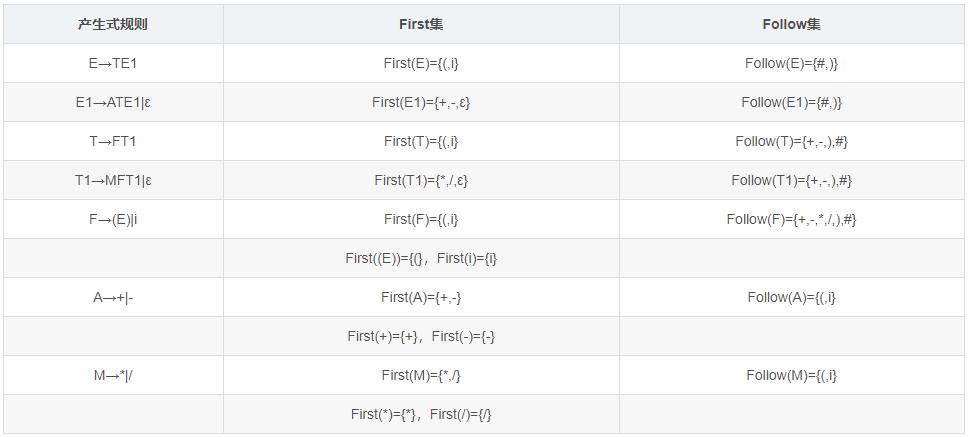 产生式规则 First集 Follow集
E→TE1 First(E)={(,i} Follow(E)={#,)}
E1→ATE1|ε First(E1)={+,-,ε} Follow(E1)={#,)}
T→FT1 First(T)={(,i} Follow(T)={+,-,),#}
T1→MFT1|ε First(T1)={*,/,ε} Follow(T1)={+,-,),#}
F→(E)|i First(F)={(,i} Follow(F)={+,-,*,/,),#}
First((E))={(}，First(i)={i}
A→+|- First(A)={+,-} Follow(A)={(,i}
First(+)={+}，First(-)={-}
M→*|/ First(M)={*,/} Follow(M)={(,i}
First(*)={*}，First(/)={/}